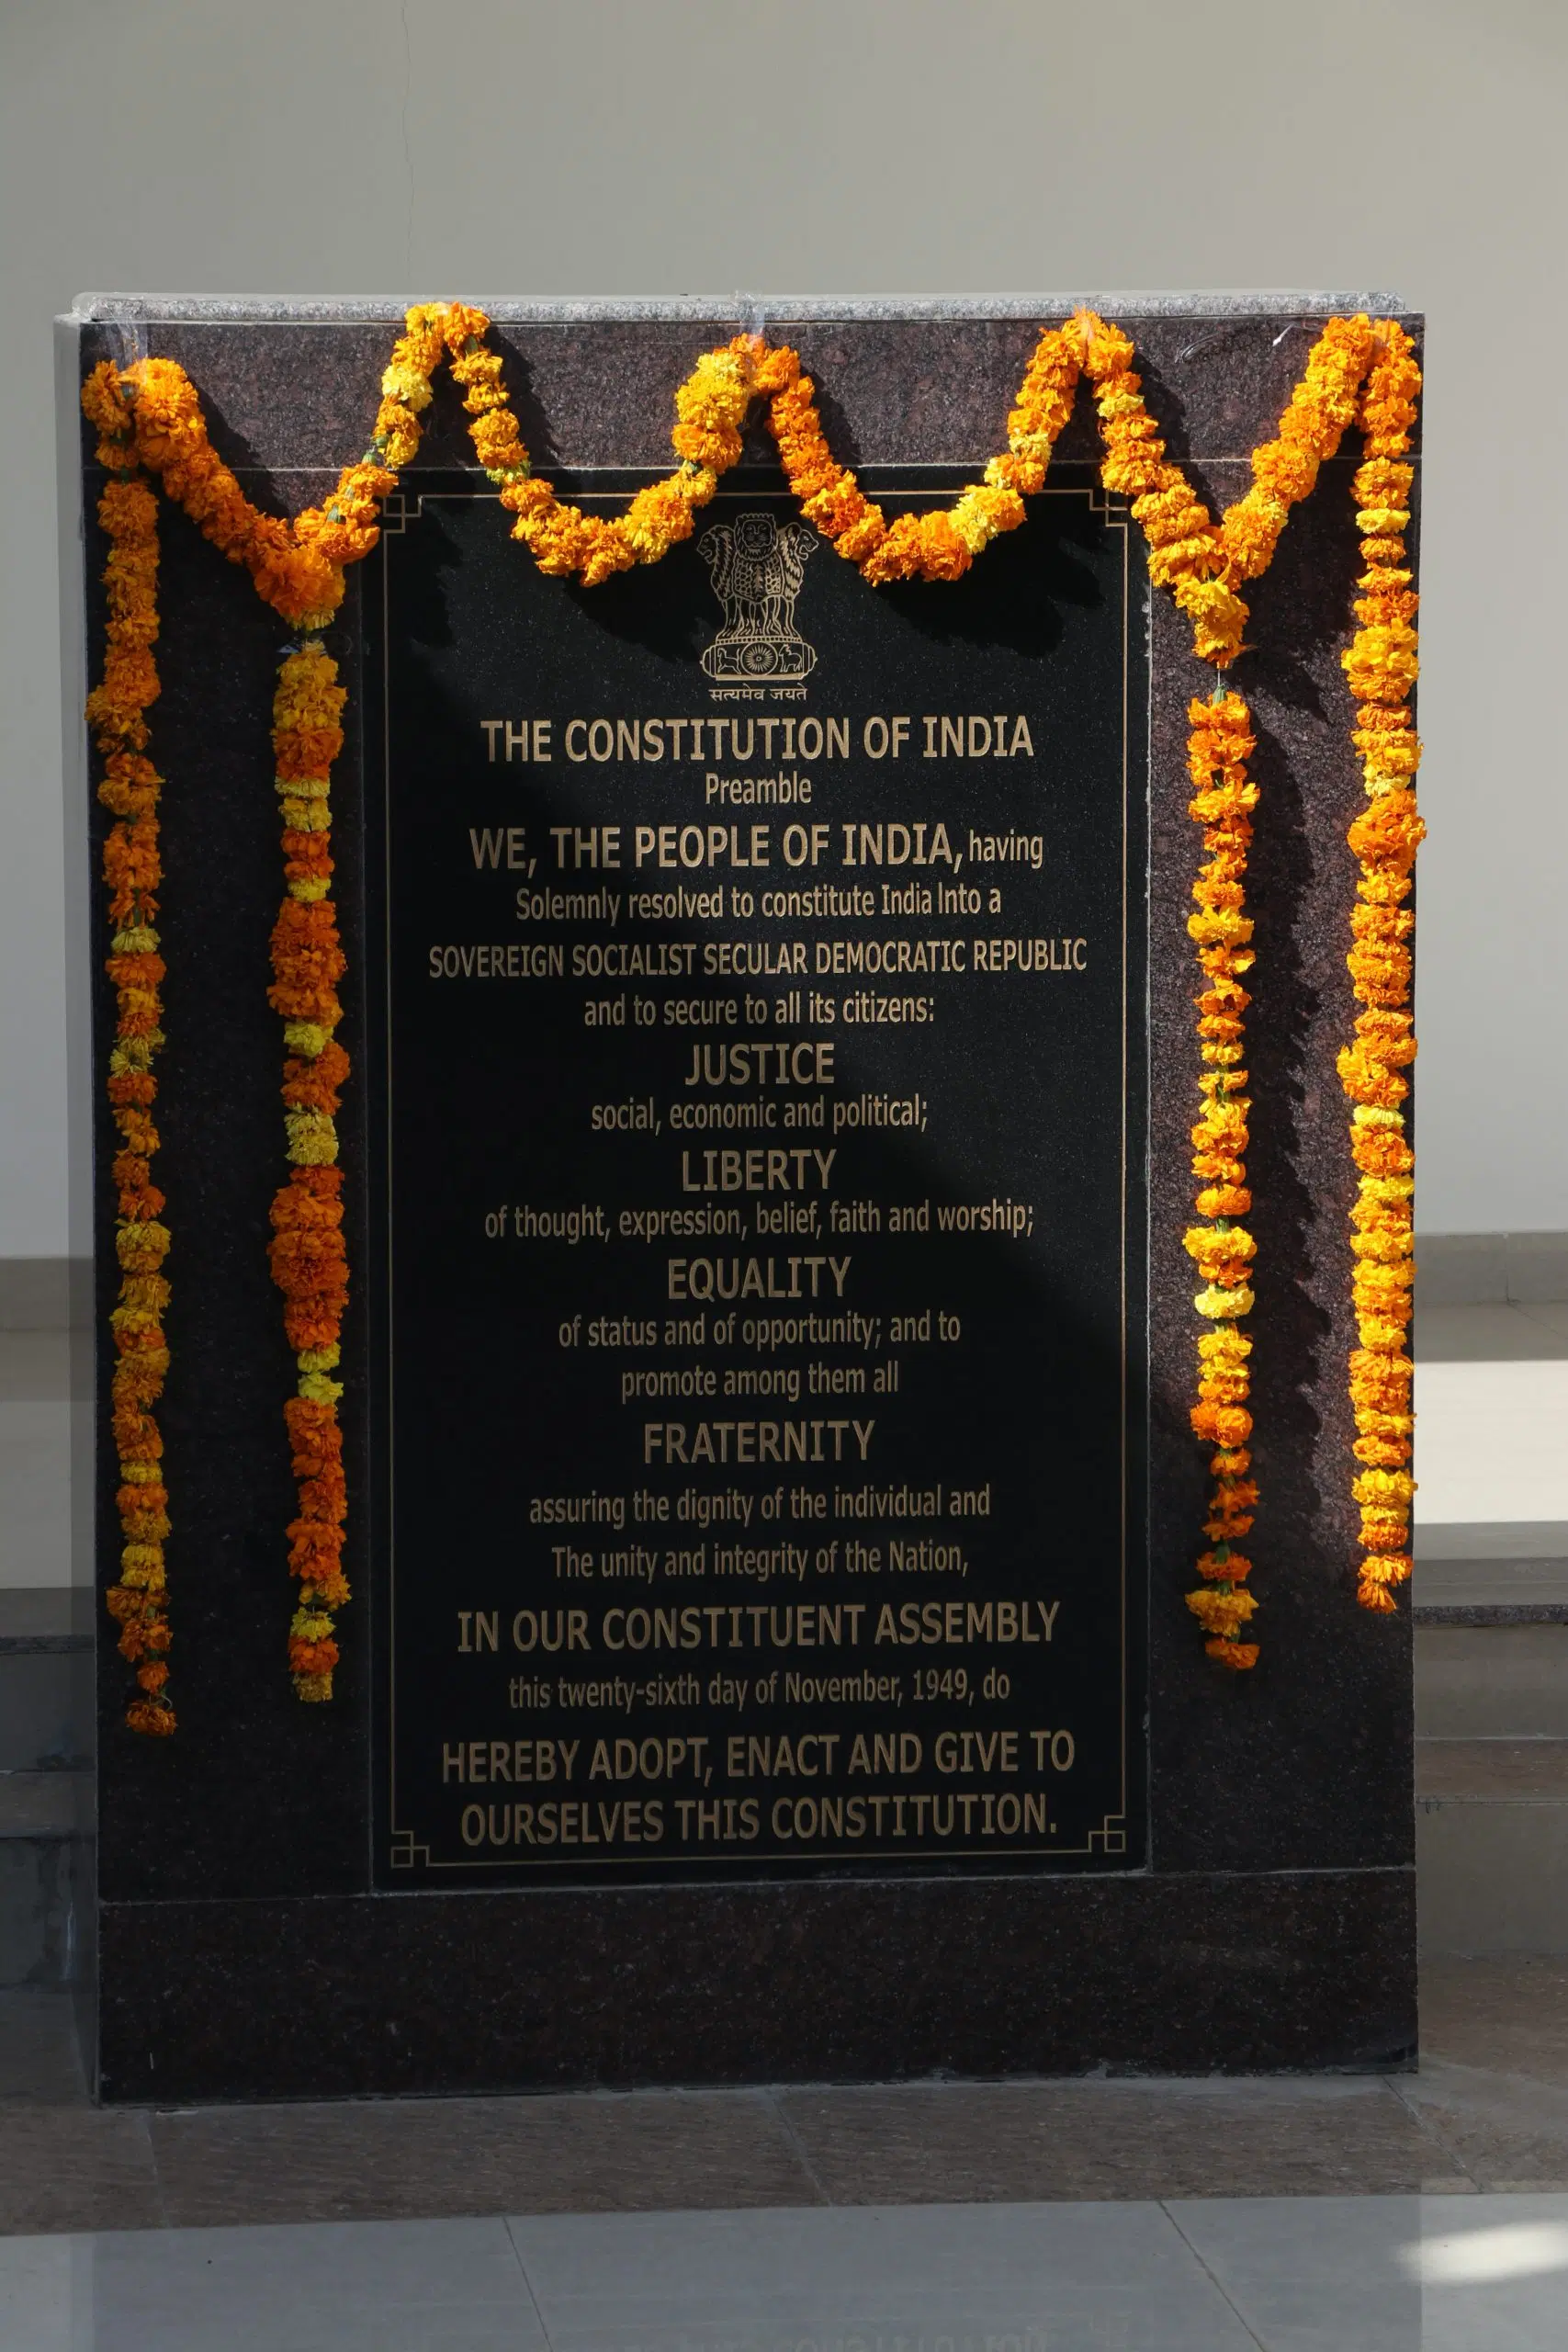 सत्यमेव जयते
THE CONSTITUTION OF INDIA
Preamble
WE, THE PEOPLE OF INDIA, having
Solemnly resolved to constitute India Into a
SOVEREIGN SOCIALIST SECULAR DEMOCRATIC REPUBLIC
and to secure to all its citizens:
JUSTICE
social, economic and political;
LIBERTY
of thought, expression, belief, faith and worship;
EQUALITY
of status and of opportunity; and to
promote among them all
FRATERNITY
assuring the dignity of the individual and
The unity and integrity of the Nation,
IN OUR CONSTITUENT ASSEMBLY
this twenty-sixth day of November, 1949, do
HEREBY ADOPT, ENACT AND GIVE TO
OURSELVES THIS CONSTITUTION.